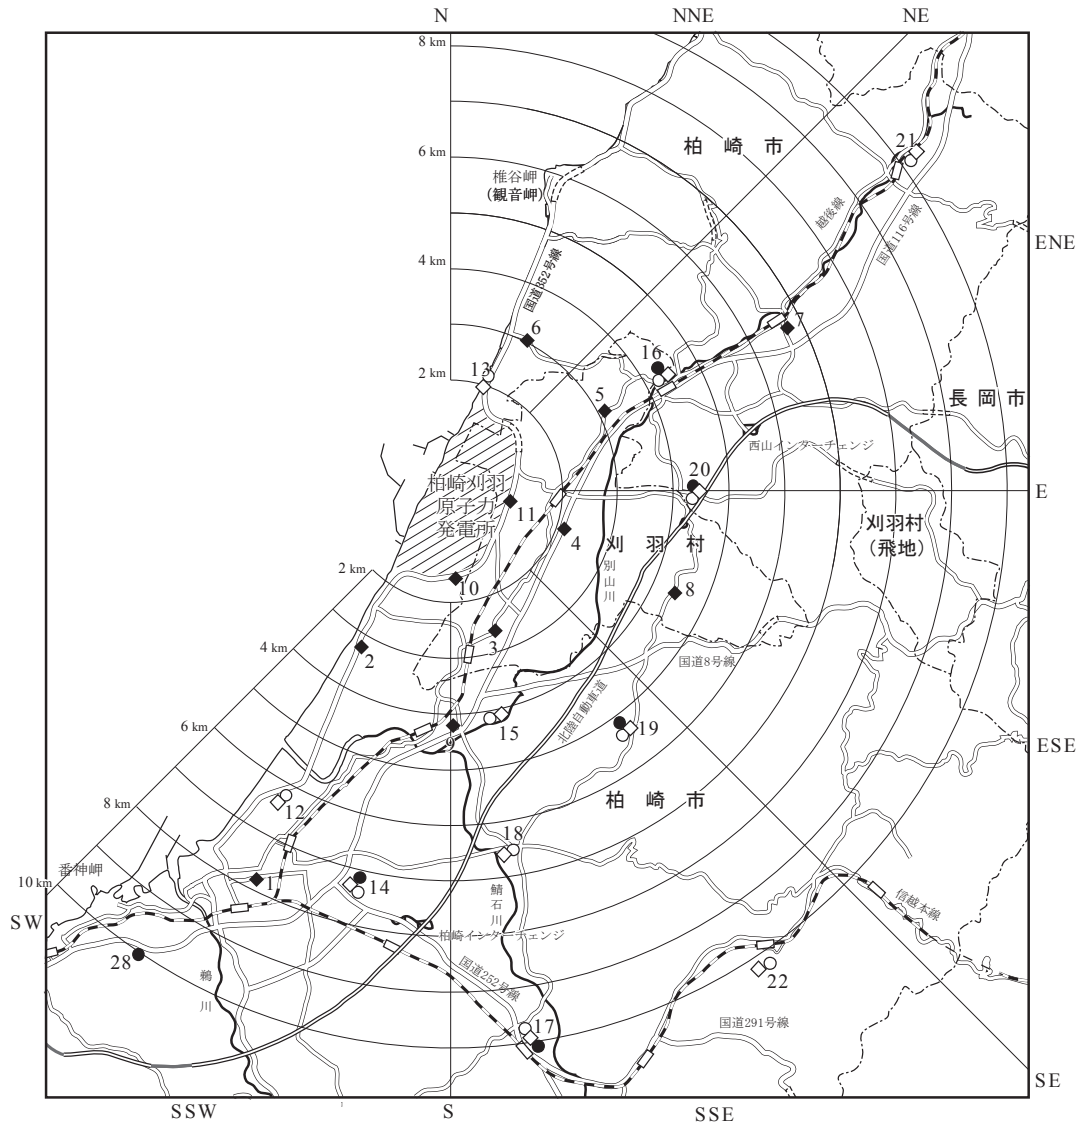 N
NNE
NE
8 km
柏崎市
21
6 km
椎谷岬
(観音岬)
越後線
国道116号線
ENE
4 km
国道352号線
6
7
16
13
2 km
5
長岡市
西山インターチェンジ
20
柏崎刈羽
原子力
発電所
E
11
刈羽村
(飛地)
4
刈羽村
別山川
2 km
10
8
3
2
4 km
国道8号線
北陸自動車道
15
19
6 km
9
ESE
柏崎市
8 km
12
18
番神岬
10 km
1
14
鯖石川
信越本線
SW
柏崎インターチェンジ
28
国道252号線
22
鵜川
17
国道291号線
SE
SSW
S
SSE